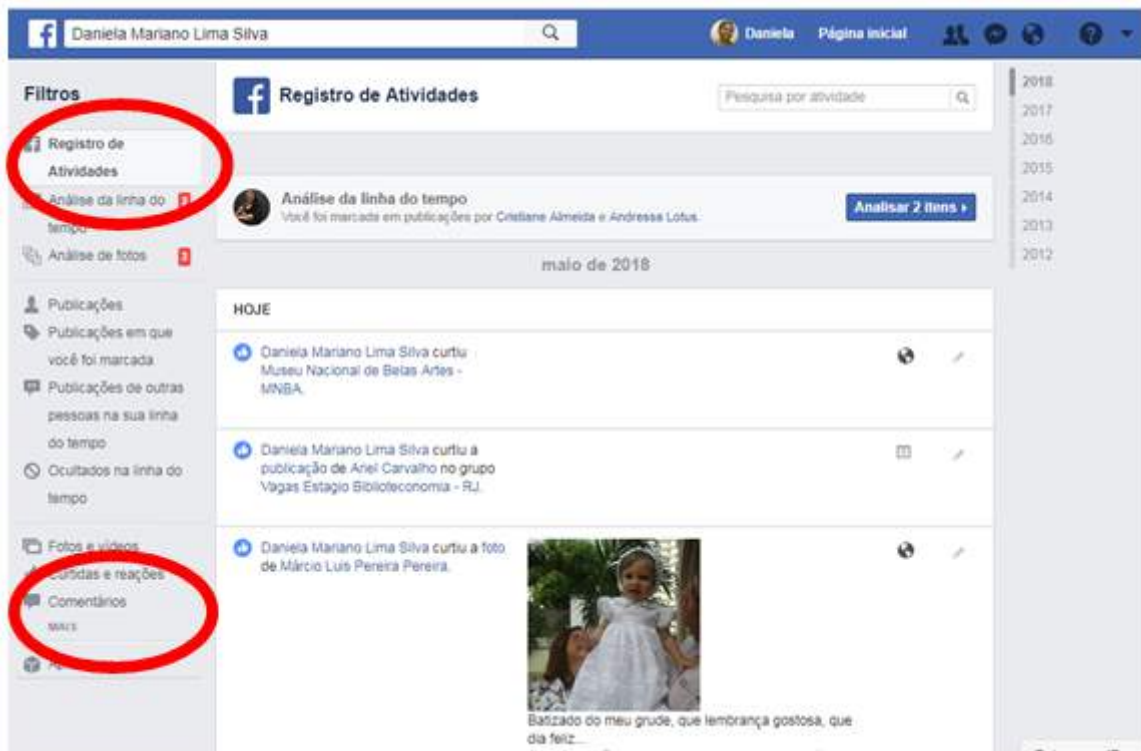 Daniela Mariano Lima Silva
Daniela
Página inicial
Filtros
Registro de
Atividades
Análise da linha do
tempo
Análise de fotos 3
Publicações
Publicações em que
você foi marcada
Publicações de outras
pessoas na sua linha
do tempo
Ocultados na linha do
tempo
Fotos e vídeos
Curtidas e reações
Comentários
MAIS
Registro de Atividades
Pesquisa por atividade
Análise da linha do tempo
Você foi marcada em publicações por Cristiane Almeida e Andressa Lotus.
Analisar 2 itens
maio de 2018
HOJE
Daniela Mariano Lima Silva curtiu
Museu Nacional de Belas Artes -
MNBA.
Daniela Mariano Lima Silva curtiu a
publicação de Ariel Carvalho no grupo
Vagas Estagio Biblioteconomia - RJ.
Daniela Mariano Lima Silva curtiu a foto
de Márcio Luis Pereira Pereira.
Batizado do meu grude, que lembrança gostosa, que
dia feliz...
2018
2017
2016
2015
2014
2013
2012